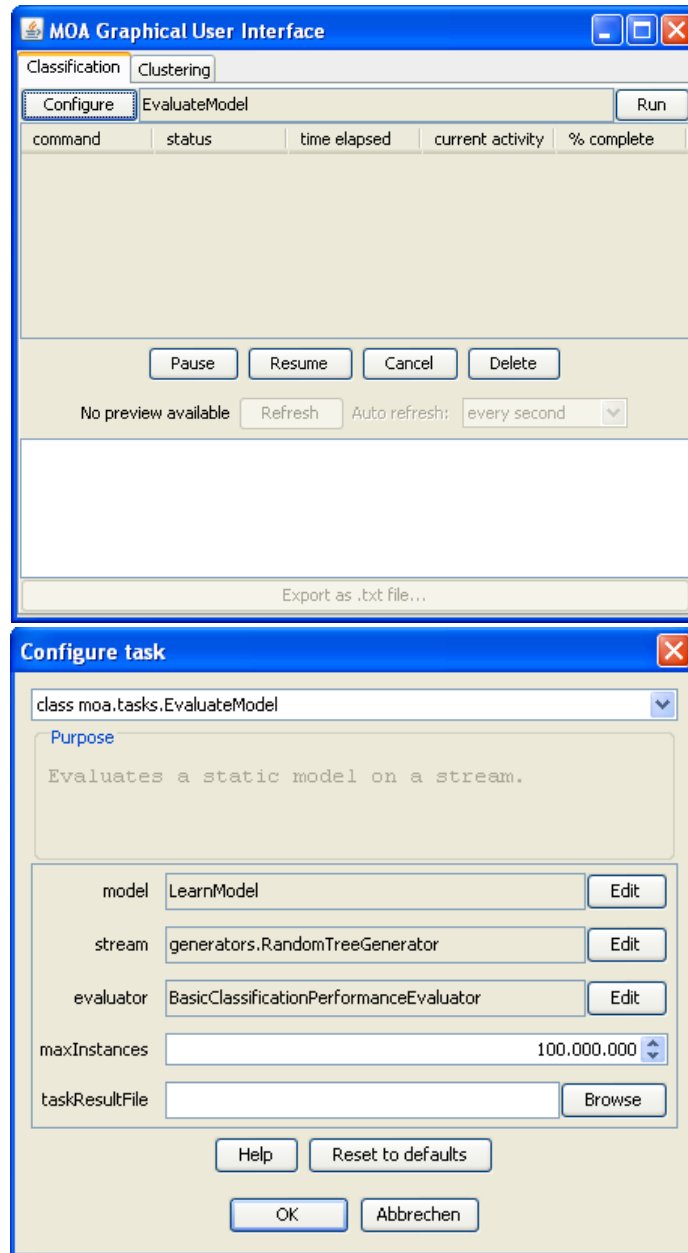 MOA Graphical User Interface
Classification Clustering
Configure EvaluateModel Run
command status time elapsed current activity % complete
Pause Resume Cancel Delete
No preview available Refresh Auto refresh: every second
Export as .txt file...
Configure task
class moa.tasks.EvaluateModel
Purpose
Evaluates a static model on a stream.
model LearnModel Edit
stream generators.RandomTreeGenerator Edit
evaluator BasicClassificationPerformanceEvaluator Edit
maxInstances 100.000.000
taskResultFile Browse
Help Reset to defaults
OK Abbrechen